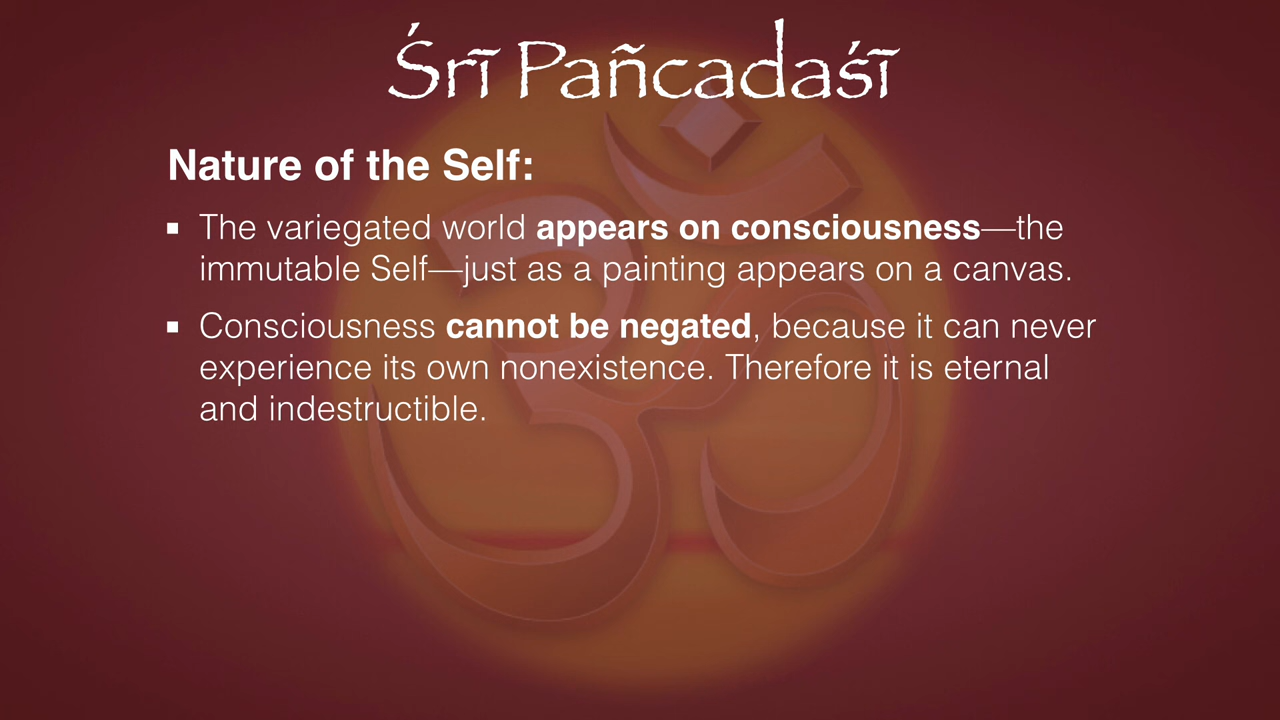 Śrī Pañcadaśī
Nature of the Self:
▪ The variegated world appears on consciousness—the
immutable Self—just as a painting appears on a canvas.
▪ Consciousness cannot be negated, because it can never
experience its own nonexistence. Therefore it is eternal
and indestructible.